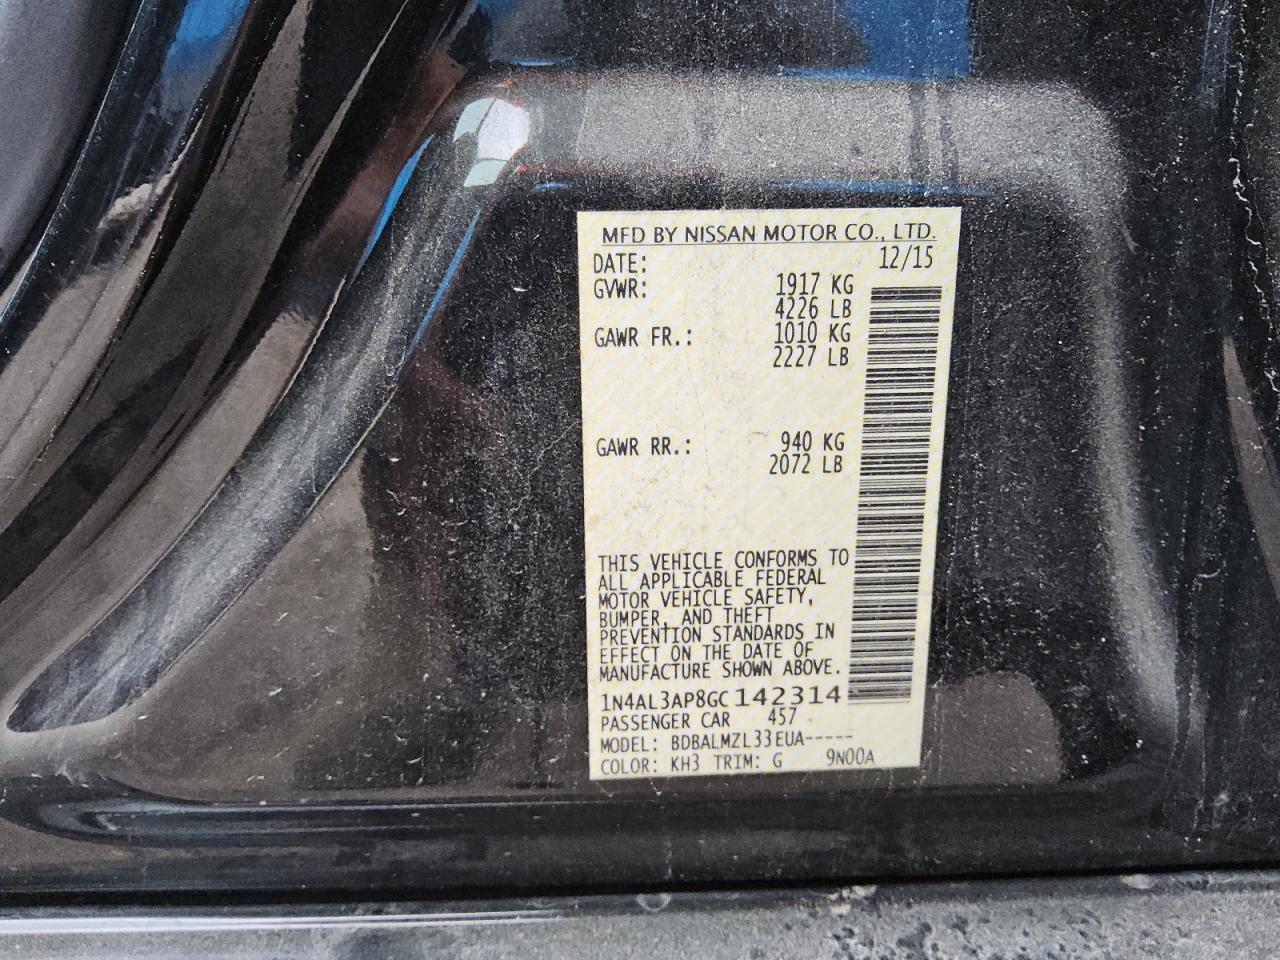 MFD BY NISSAN MOTOR CO., LTD.
DATE: 12/15
GVWR: 1917 KG
4226 LB
GAWR FR.: 1010 KG
2227 LB
GAWR RR.: 940 KG
2072 LB
THIS VEHICLE CONFORMS TO
ALL APPLICABLE FEDERAL
MOTOR VEHICLE SAFETY,
BUMPER, AND THEFT
PREVENTION STANDARDS IN
EFFECT ON THE DATE OF
MANUFACTURE SHOWN ABOVE.
1N4AL3AP8GC142314
PASSENGER CAR 457
MODEL: BDBALMZL33EUA-----
COLOR: KH3 TRIM: G 9N00A